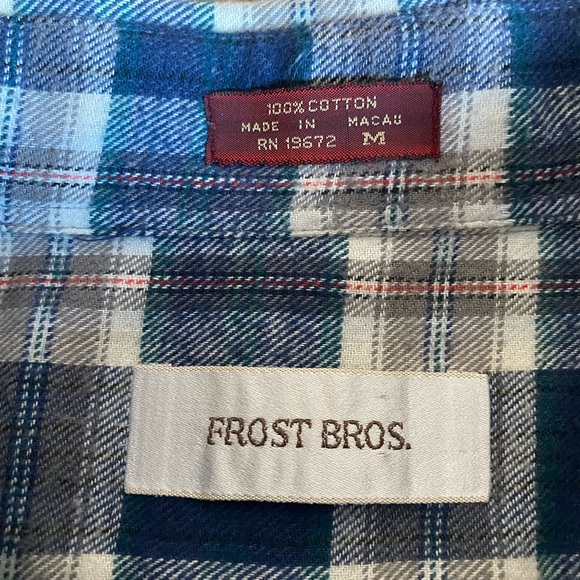 100% COTTON
MADE IN MACAU
RN 19672 M
FROST BROS.